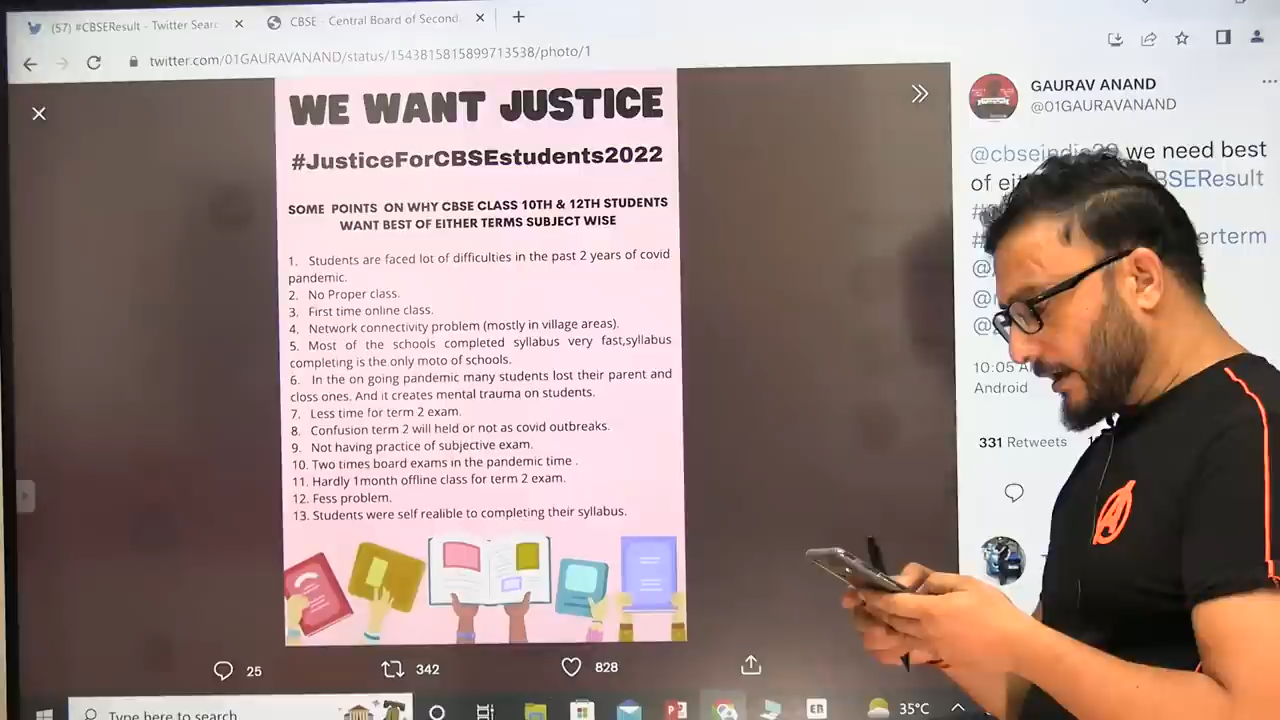 (57) #CBSEResult - Twitter Searc
CBSE - Central Board of Second
twitter.com/01GAURAVANAND/status/1543815815899713538/photo/1
WE WANT JUSTICE
#JusticeForCBSEstudents2022
SOME POINTS ON WHY CBSE CLASS 10TH & 12TH STUDENTS
WANT BEST OF EITHER TERMS SUBJECT WISE
1. Students are faced lot of difficulties in the past 2 years of covid
pandemic.
2. No Proper class.
3. First time online class.
4. Network connectivity problem (mostly in village areas).
5. Most of the schools completed syllabus very fast,syllabus
completing is the only moto of schools.
6. In the on going pandemic many students lost their parent and
closs ones. And it creates mental trauma on students.
7. Less time for term 2 exam.
8. Confusion term 2 will held or not as covid outbreaks.
9. Not having practice of subjective exam.
10. Two times board exams in the pandemic time .
11. Hardly 1month offline class for term 2 exam.
12. Fess problem.
13. Students were self realible to completing their syllabus.
25
342
828
GAURAV ANAND
@01GAURAVANAND
we need best
of
BSEResult
erterm
10:05
Android
331 Retweets
Type here to search
35°C